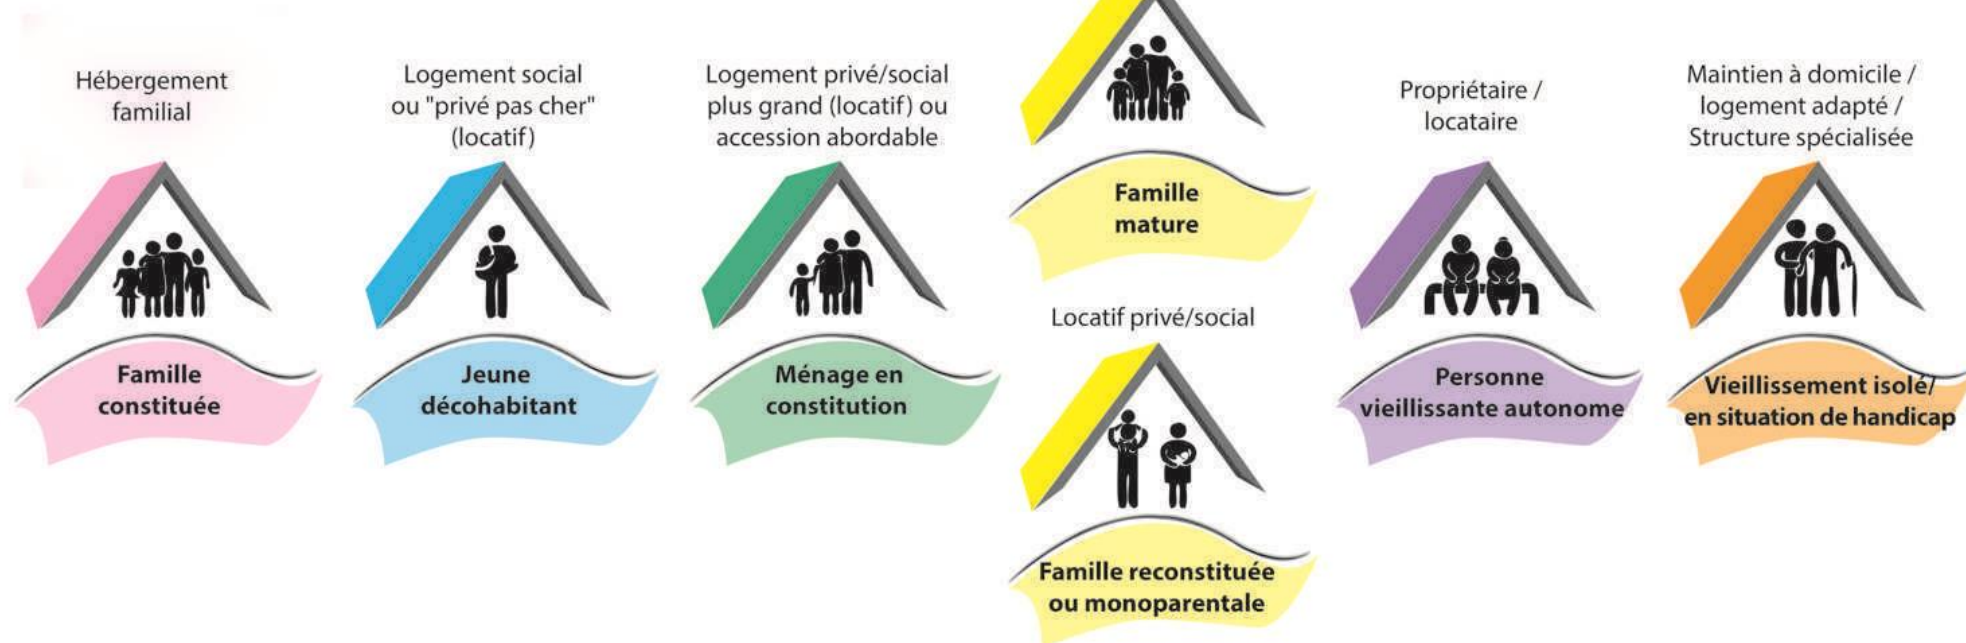 Hébergement
familial
Famille
constituée
Logement social
ou "privé pas cher"
(locatif)
Jeune
décohabitant
Logement privé/social
plus grand (locatif) ou
accession abordable
Ménage en
constitution
Famille
mature
Locatif privé/social
Famille reconstituée
ou monoparentale
Propriétaire /
locataire
Personne
vieillissante autonome
Maintien à domicile /
logement adapté /
Structure spécialisée
Vieillissement isolé/
en situation de handicap